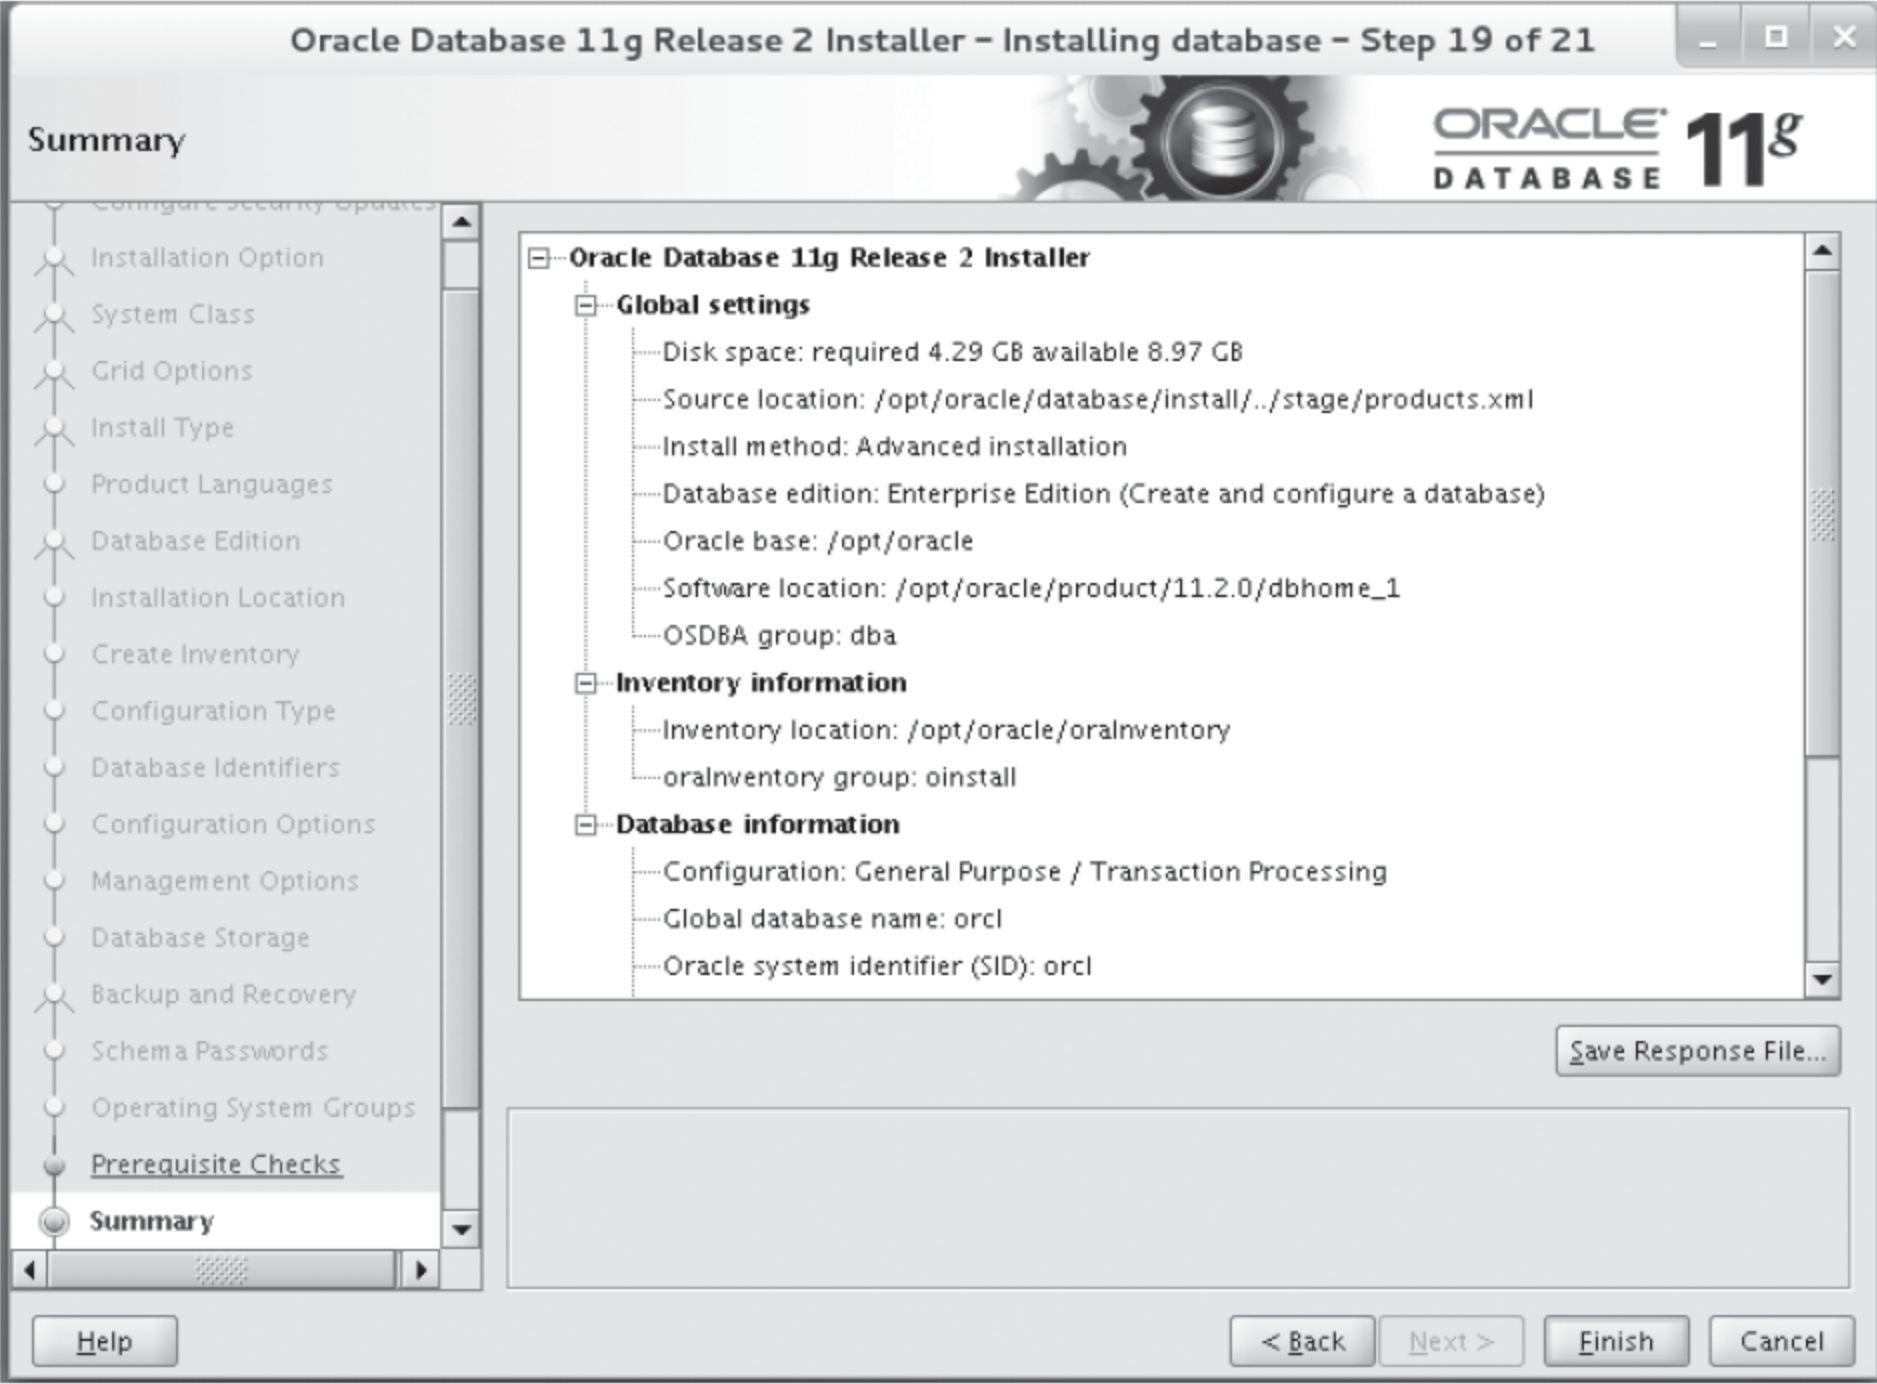 Oracle Database 11g Release 2 Installer – Installing database – Step 19 of 21
Summary
ORACLE
DATABASE
11g
Configure Security Updates
Installation Option
System Class
Grid Options
Install Type
Product Languages
Database Edition
Installation Location
Create Inventory
Configuration Type
Database Identifiers
Configuration Options
Management Options
Database Storage
Backup and Recovery
Schema Passwords
Operating System Groups
Prerequisite Checks
Summary
Oracle Database 11g Release 2 Installer
Global settings
Disk space: required 4.29 GB available 8.97 GB
Source location: /opt/oracle/database/install/../stage/products.xml
Install method: Advanced installation
Database edition: Enterprise Edition (Create and configure a database)
Oracle base: /opt/oracle
Software location: /opt/oracle/product/11.2.0/dbhome_1
OSDBA group: dba
Inventory information
Inventory location: /opt/oracle/oraInventory
oraInventory group: oinstall
Database information
Configuration: General Purpose / Transaction Processing
Global database name: orcl
Oracle system identifier (SID): orcl
Save Response File...
Help
< Back
Next >
Finish
Cancel